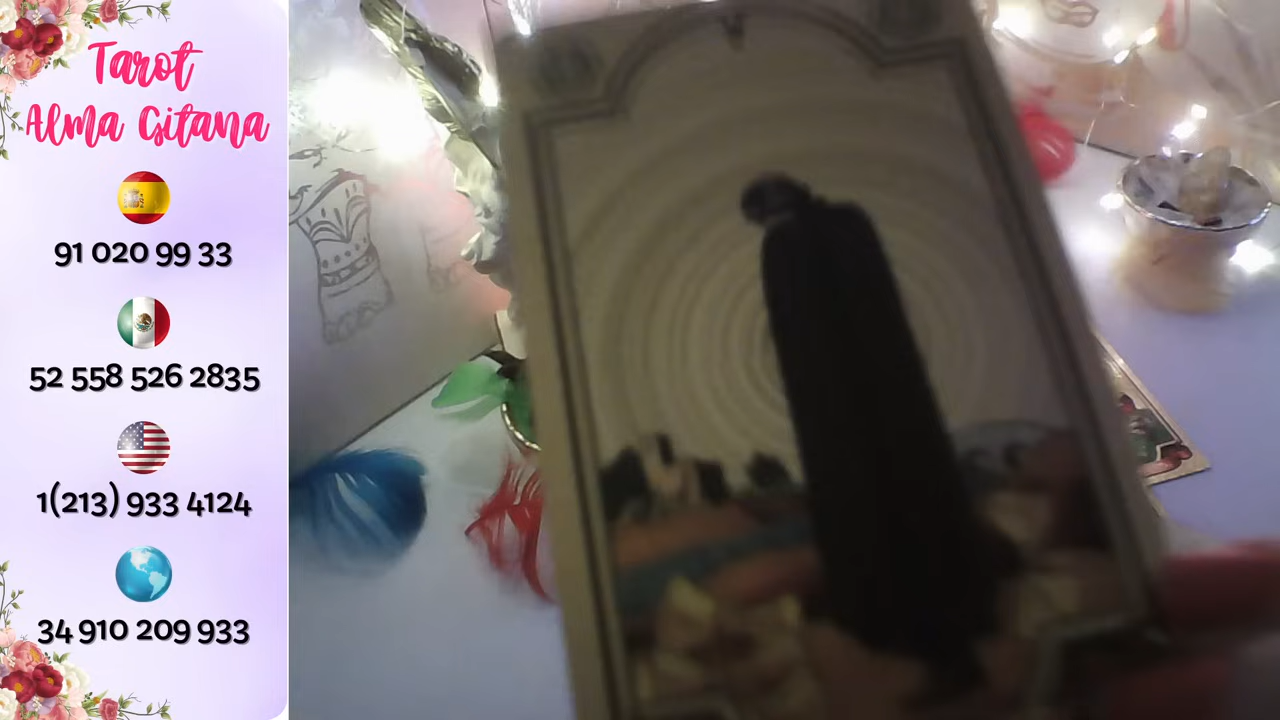 Tarot
Alma Gitana
91 020 99 33
52 558 526 2835
1(213) 933 4124
34 910 209 933